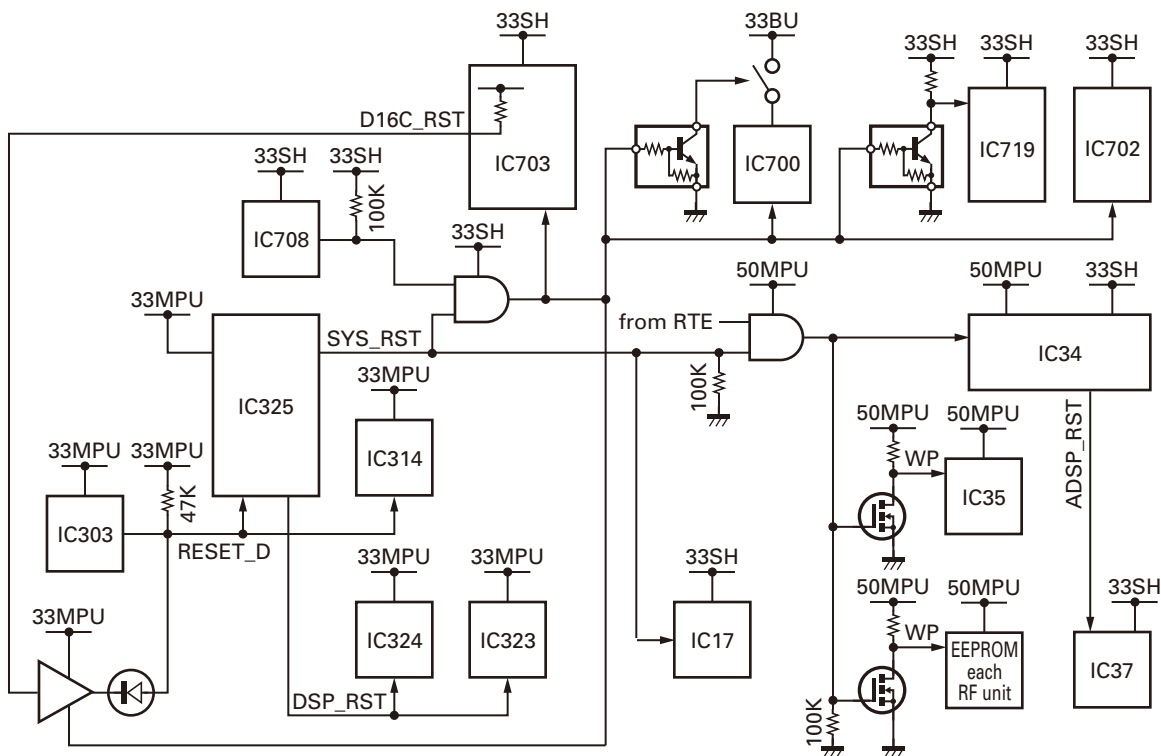 33SH
33BU
33SH
33SH
33SH
D16C_RST
IC703
IC700
IC719
IC702
33SH
33SH
100K
IC708
33SH
33MPU
50MPU
50MPU
33SH
SYS_RST
from RTE
IC34
IC325
33MPU
100K
33MPU
33MPU
IC314
47K
IC303
RESET_D
50MPU
50MPU
WP
IC35
ADSP_RST
33MPU
33MPU
33SH
IC324
IC323
IC17
50MPU
50MPU
33SH
WP
EEPROM
each
RF unit
IC37
33MPU
DSP_RST
100K